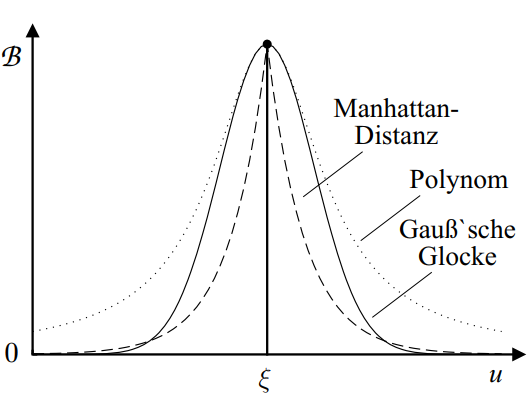 ℬ
Manhattan-
Distanz
Polynom
Gauß`sche
Glocke
0
ξ
u